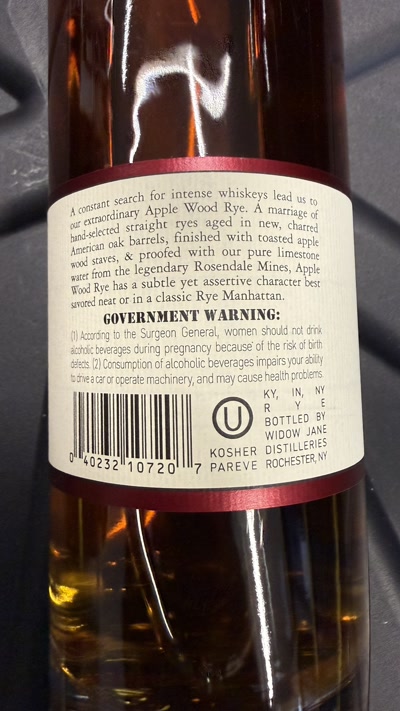 A constant search for intense whiskeys lead us to
our extraordinary Apple Wood Rye. A marriage of
hand-selected straight ryes aged in new, charred
American oak barrels, finished with toasted apple
wood staves, & proofed with our pure limestone
water from the legendary Rosendale Mines, Apple
Wood Rye has a subtle yet assertive character best
savored neat or in a classic Rye Manhattan.
GOVERNMENT WARNING:
(1) According to the Surgeon General, women should not drink
alcoholic beverages during pregnancy because of the risk of birth
defects. (2) Consumption of alcoholic beverages impairs your ability
to drive a car or operate machinery, and may cause health problems.
0 40232 10720 7
U
KOSHER
PAREVE
KY, IN, NY
R Y E
BOTTLED BY
WIDOW JANE
DISTILLERIES
ROCHESTER, NY